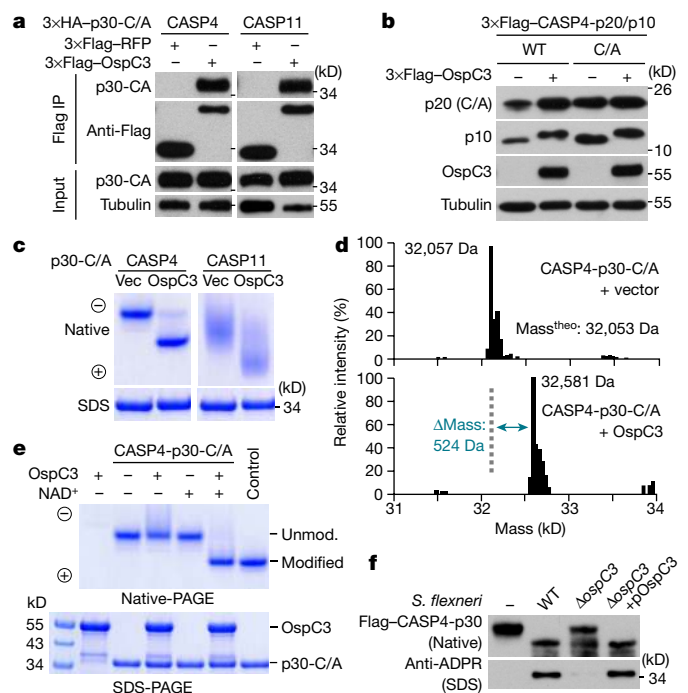 a
3×HA–p30-C/A CASP4 CASP11
3×Flag–RFP + – + –
3×Flag–OspC3 – + – + (kD)
Flag IP
p30-CA 34
Anti-Flag 34
Input
p30-CA 34
Tubulin 55
b
3×Flag–CASP4-p20/p10
WT C/A
3×Flag–OspC3 – + – + (kD)
p20 (C/A) 26
p10 10
OspC3 55
Tubulin 55
c
p30-C/A CASP4 CASP11
Vec OspC3 Vec OspC3
⊖
Native
⊕
(kD)
SDS 34
d
Relative intensity (%)
100
80
60
40
20
0
32,057 Da
CASP4-p30-C/A
+ vector
Mass^theo: 32,053 Da
100
80
60
40
20
0
32,581 Da
CASP4-p30-C/A
+ OspC3
ΔMass:
524 Da
31 32 33 34
Mass (kD)
e
CASP4-p30-C/A
OspC3 + – + – + Control
NAD⁺ – – – + +
⊖
Unmod.
Modified
⊕
Native-PAGE
kD
55 OspC3
43
34 p30-C/A
SDS-PAGE
f
S. flexneri – WT ΔospC3 ΔospC3 +pOspC3
Flag–CASP4-p30
(Native)
Anti-ADPR (kD)
(SDS) 34